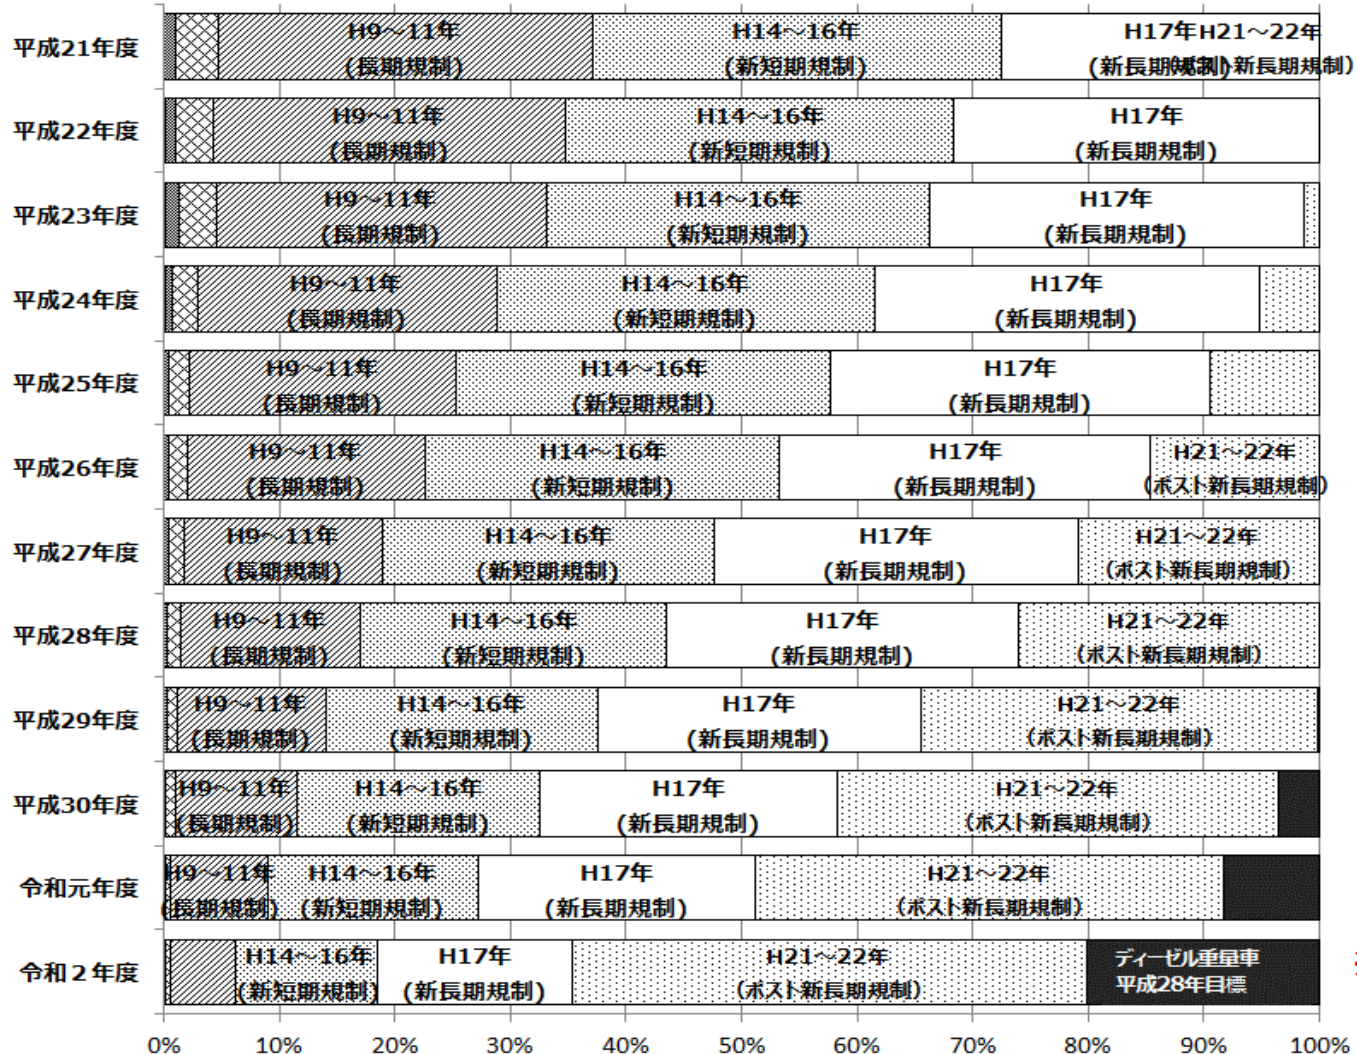 平成21年度
H9～11年
(長期規制)
H14～16年
(新短期規制)
H17年
(新長期規制)
H21～22年
(ポスト新長期規制)
平成22年度
H9～11年
(長期規制)
H14～16年
(新短期規制)
H17年
(新長期規制)
平成23年度
H9～11年
(長期規制)
H14～16年
(新短期規制)
H17年
(新長期規制)
平成24年度
H9～11年
(長期規制)
H14～16年
(新短期規制)
H17年
(新長期規制)
平成25年度
H9～11年
(長期規制)
H14～16年
(新短期規制)
H17年
(新長期規制)
平成26年度
H9～11年
(長期規制)
H14～16年
(新短期規制)
H17年
(新長期規制)
H21～22年
(ポスト新長期規制)
平成27年度
H9～11年
(長期規制)
H14～16年
(新短期規制)
H17年
(新長期規制)
H21～22年
(ポスト新長期規制)
平成28年度
H9～11年
(長期規制)
H14～16年
(新短期規制)
H17年
(新長期規制)
H21～22年
(ポスト新長期規制)
平成29年度
H9～11年
(長期規制)
H14～16年
(新短期規制)
H17年
(新長期規制)
H21～22年
(ポスト新長期規制)
平成30年度
H9～11年
(長期規制)
H14～16年
(新短期規制)
H17年
(新長期規制)
H21～22年
(ポスト新長期規制)
令和元年度
H9～11年
(長期規制)
H14～16年
(新短期規制)
H17年
(新長期規制)
H21～22年
(ポスト新長期規制)
令和２年度
H14～16年
(新短期規制)
H17年
(新長期規制)
H21～22年
(ポスト新長期規制)
ディーゼル重量車
平成28年目標
0% 10% 20% 30% 40% 50% 60% 70% 80% 90% 100%